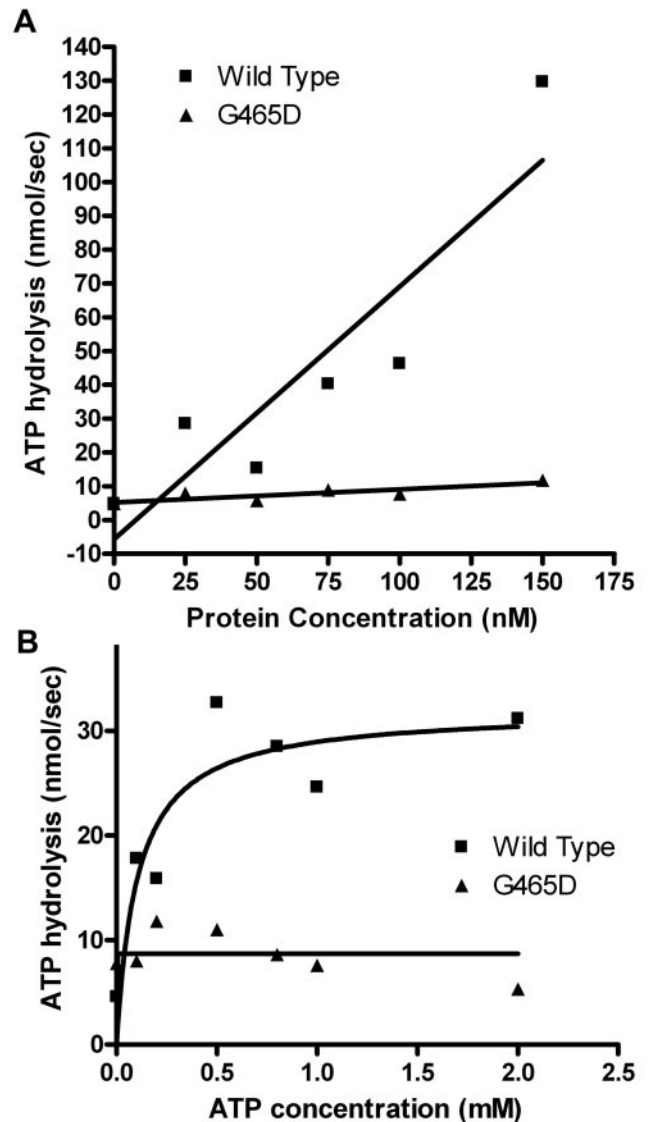 A
140
130
120
110
100
90
80
70
60
50
40
30
20
10
0
-10
ATP hydrolysis (nmol/sec)
Wild Type
G465D
0 25 50 75 100 125 150 175
Protein Concentration (nM)
B
30
20
10
0
ATP hydrolysis (nmol/sec)
Wild Type
G465D
0.0 0.5 1.0 1.5 2.0 2.5
ATP concentration (mM)